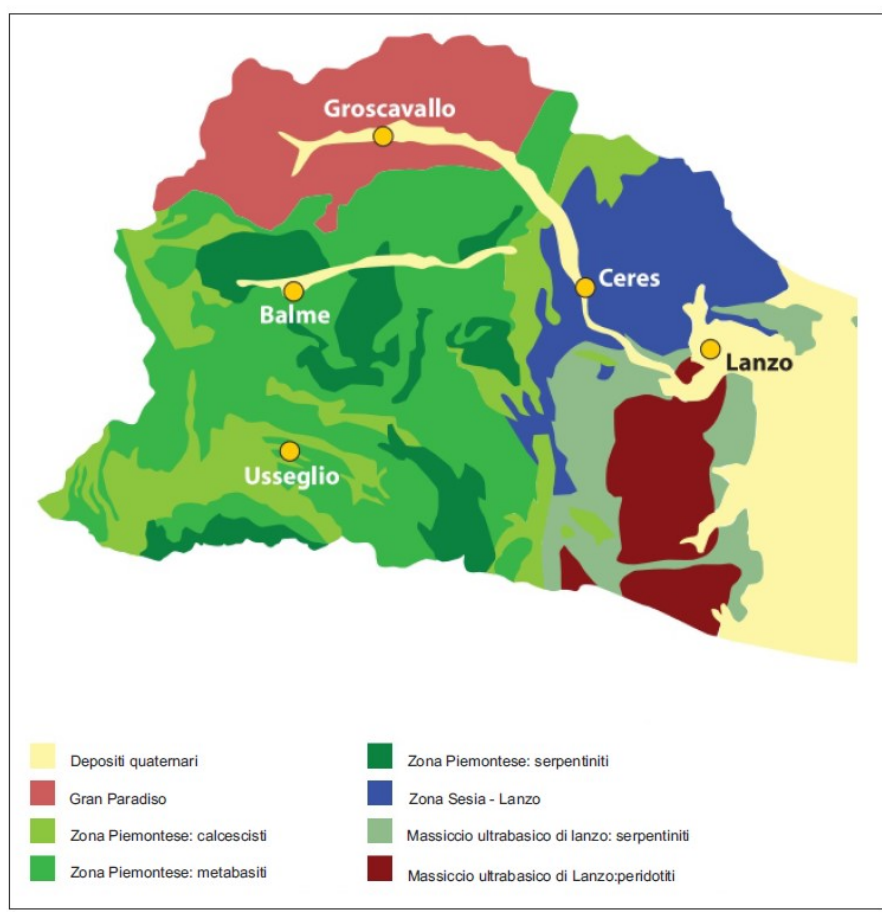 Groscavallo
Ceres
Balme
Lanzo
Usseglio
Depositi quaternari
Gran Paradiso
Zona Piemontese: calcescisti
Zona Piemontese: metabasiti
Zona Piemontese: serpentiniti
Zona Sesia - Lanzo
Massiccio ultrabasico di lanzo: serpentiniti
Massiccio ultrabasico di Lanzo:peridotiti